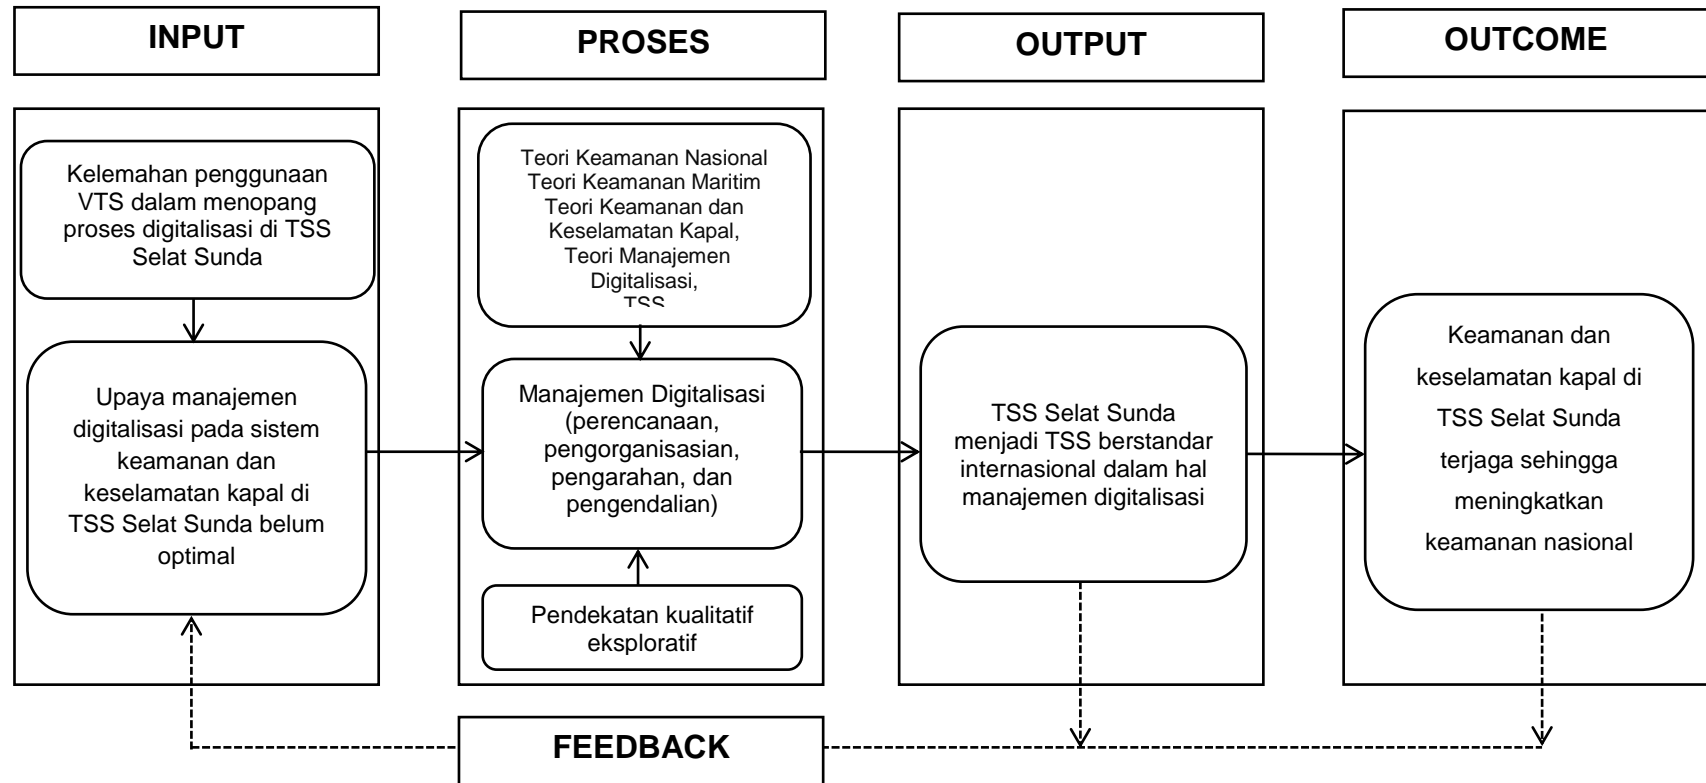 INPUT
PROSES
OUTPUT
OUTCOME
Kelemahan penggunaan
VTS dalam menopang
proses digitalisasi di TSS
Selat Sunda
Upaya manajemen
digitalisasi pada sistem
keamanan dan
keselamatan kapal di
TSS Selat Sunda belum
optimal
Teori Keamanan Nasional
Teori Keamanan Maritim
Teori Keamanan dan
Keselamatan Kapal,
Teori Manajemen
Digitalisasi,
TSS
Manajemen Digitalisasi
(perencanaan,
pengorganisasian,
pengarahan, dan
pengendalian)
Pendekatan kualitatif
eksploratif
TSS Selat Sunda
menjadi TSS berstandar
internasional dalam hal
manajemen digitalisasi
Keamanan dan
keselamatan kapal di
TSS Selat Sunda
terjaga sehingga
meningkatkan
keamanan nasional
FEEDBACK